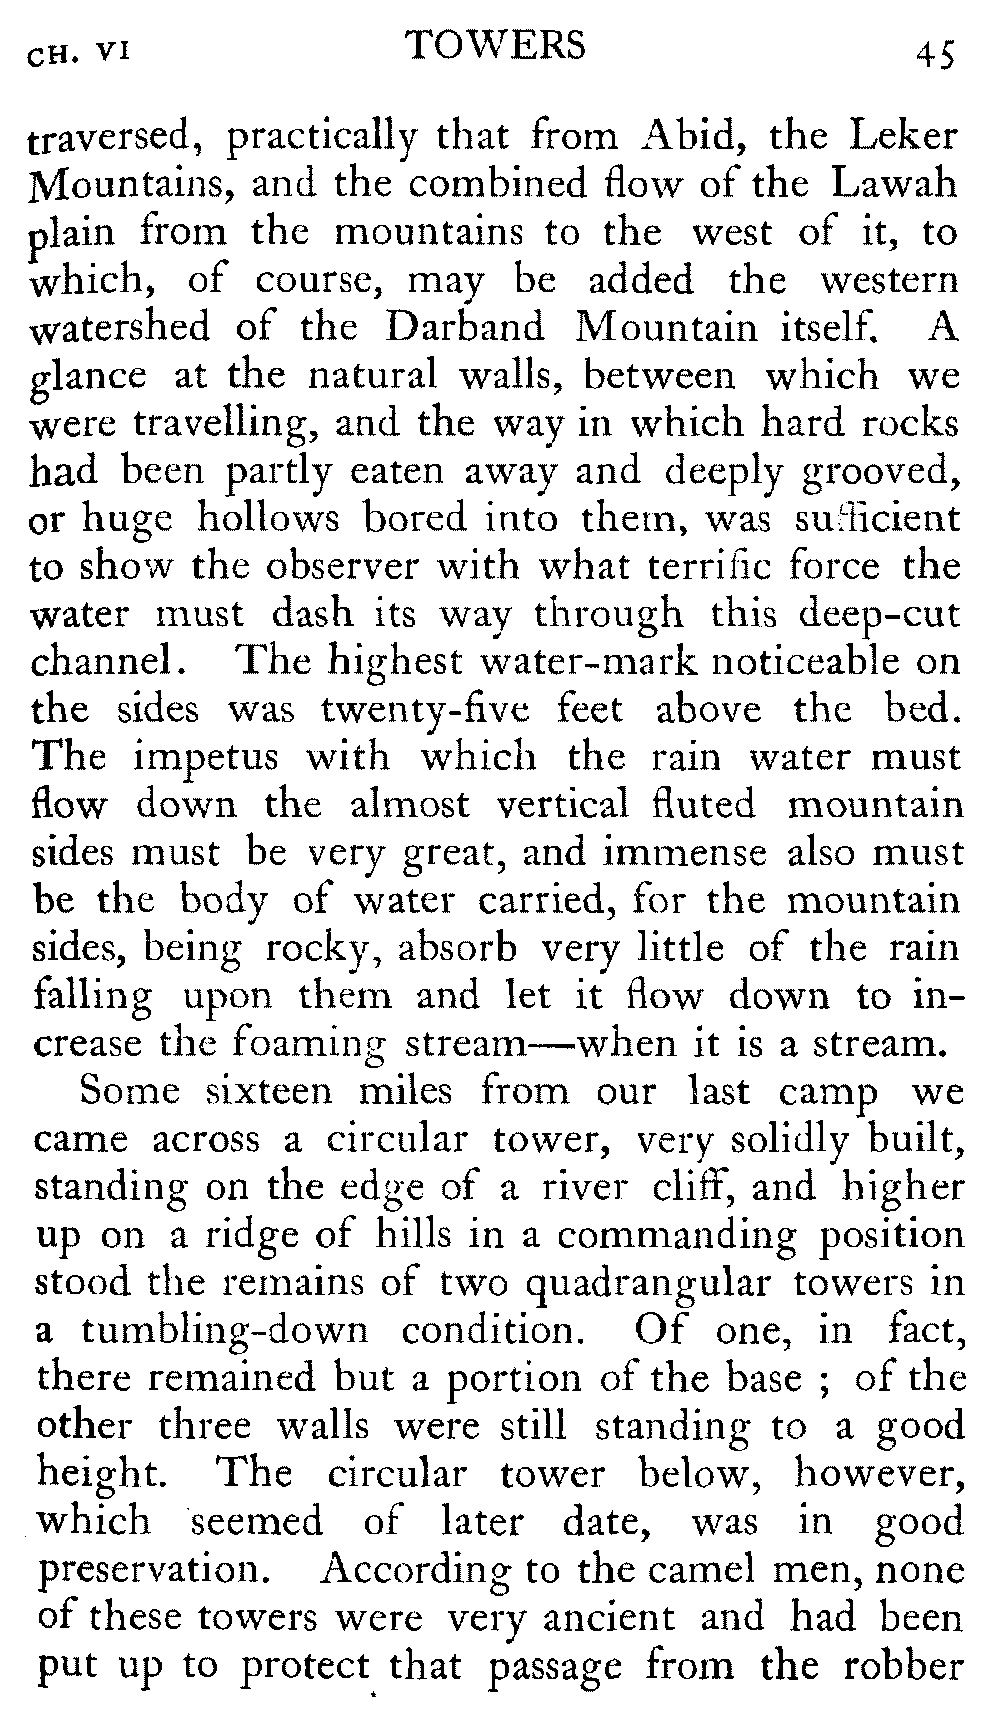 CH. VI TOWERS 45
traversed, practically that from Abid, the Leker
Mountains, and the combined flow of the Lawah
plain from the mountains to the west of it, to
which, of course, may be added the western
watershed of the Darband Mountain itself. A
glance at the natural walls, between which we
were travelling, and the way in which hard rocks
had been partly eaten away and deeply grooved,
or huge hollows bored into them, was sufficient
to show the observer with what terrific force the
water must dash its way through this deep-cut
channel. The highest water-mark noticeable on
the sides was twenty-five feet above the bed.
The impetus with which the rain water must
flow down the almost vertical fluted mountain
sides must be very great, and immense also must
be the body of water carried, for the mountain
sides, being rocky, absorb very little of the rain
falling upon them and let it flow down to in-
crease the foaming stream—when it is a stream.
Some sixteen miles from our last camp we
came across a circular tower, very solidly built,
standing on the edge of a river cliff, and higher
up on a ridge of hills in a commanding position
stood the remains of two quadrangular towers in
a tumbling-down condition. Of one, in fact,
there remained but a portion of the base ; of the
other three walls were still standing to a good
height. The circular tower below, however,
which seemed of later date, was in good
preservation. According to the camel men, none
of these towers were very ancient and had been
put up to protect that passage from the robber